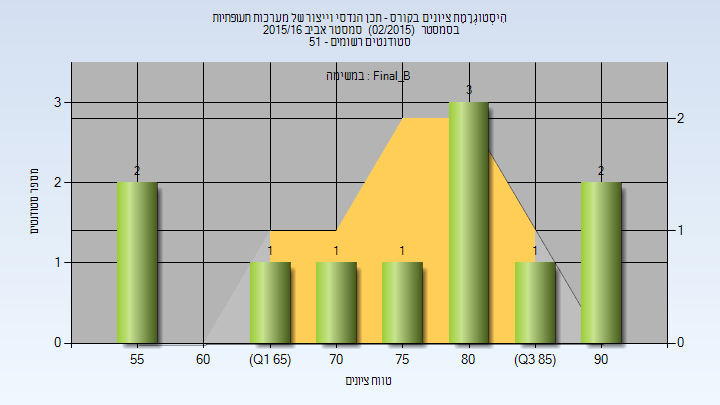 היסטוגרמת ציונים בקורס - תכן הנדסי וייצור של מערכות תעופתיות
בסמסטר (02/2015) סמסטר אביב 2015/16
סטודנטים רשומים - 51
במשימה : Final_B
מספר סטודנטים
3
2
1
0
2
1
0
2
1
1
1
3
1
2
55
60
(Q1 65)
70
75
80
(Q3 85)
90
טווח ציונים